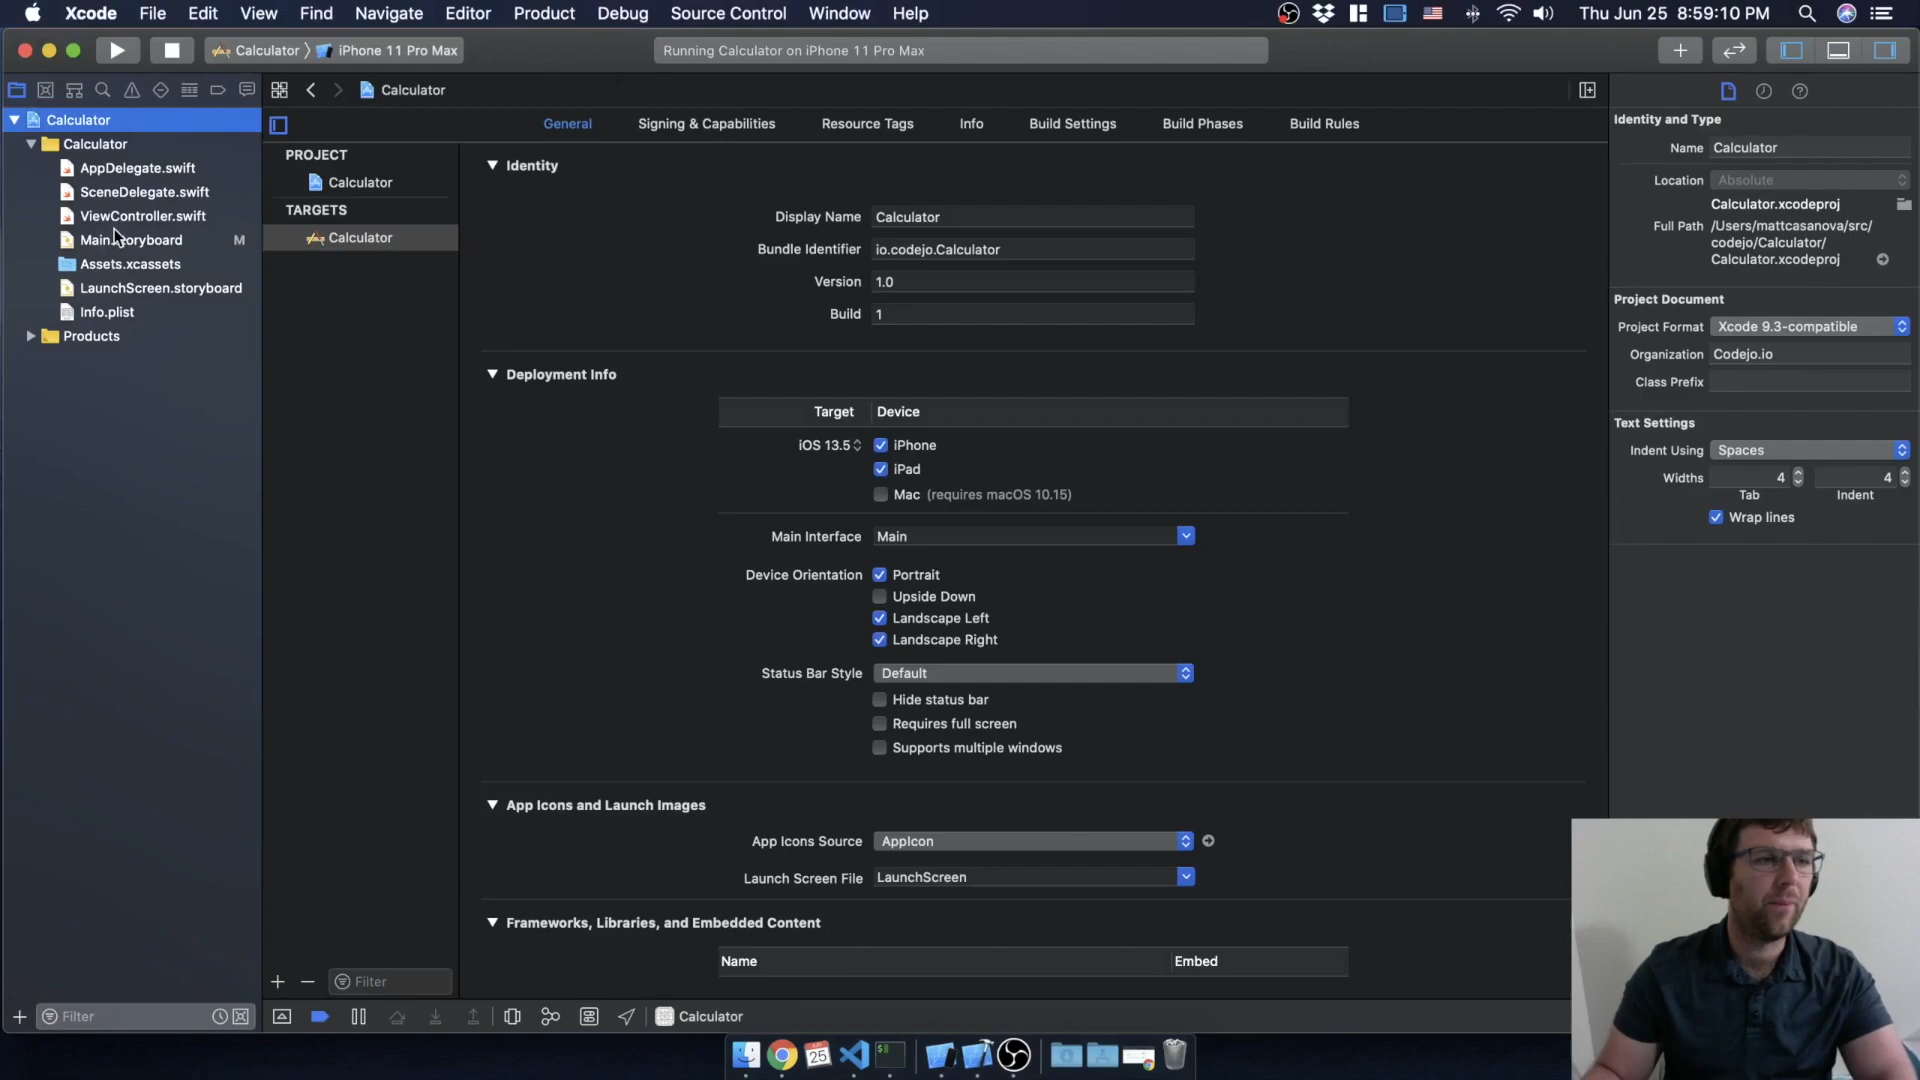 Xcode File Edit View Find Navigate Editor Product Debug Source Control Window Help Thu Jun 25 8:59:10 PM
Calculator iPhone 11 Pro Max Running Calculator on iPhone 11 Pro Max
Calculator
Calculator
AppDelegate.swift
SceneDelegate.swift
ViewController.swift
Main.storyboard M
Assets.xcassets
LaunchScreen.storyboard
Info.plist
Products
Filter
Calculator
General Signing & Capabilities Resource Tags Info Build Settings Build Phases Build Rules
PROJECT
Calculator
TARGETS
Calculator
Filter
Identity
Display Name Calculator
Bundle Identifier io.codejo.Calculator
Version 1.0
Build 1
Deployment Info
Target Device
iOS 13.5 iPhone
iPad
Mac (requires macOS 10.15)
Main Interface Main
Device Orientation Portrait
Upside Down
Landscape Left
Landscape Right
Status Bar Style Default
Hide status bar
Requires full screen
Supports multiple windows
App Icons and Launch Images
App Icons Source AppIcon
Launch Screen File LaunchScreen
Frameworks, Libraries, and Embedded Content
Name Embed
Calculator
Identity and Type
Name Calculator
Location Absolute
Calculator.xcodeproj
Full Path /Users/mattcasanova/src/
codejo/Calculator/
Calculator.xcodeproj
Project Document
Project Format Xcode 9.3-compatible
Organization Codejo.io
Class Prefix
Text Settings
Indent Using Spaces
Widths 4 4
Tab Indent
Wrap lines
25